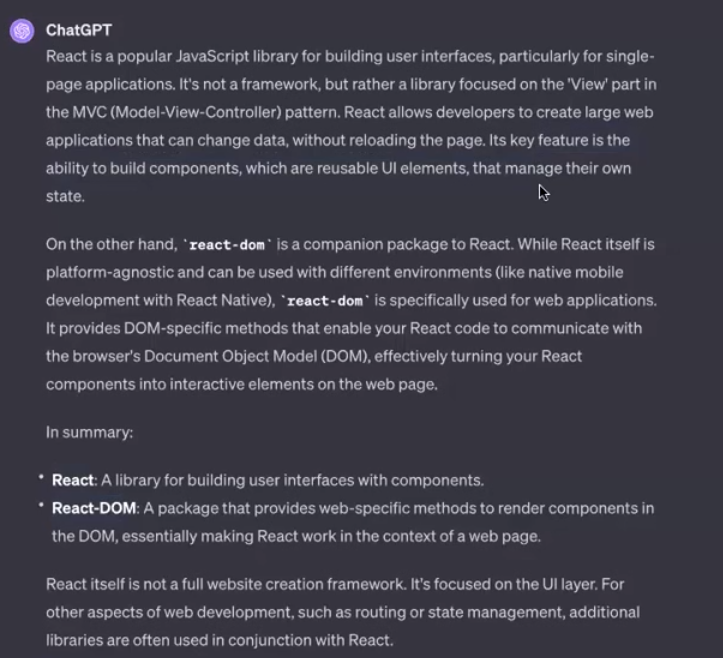 ChatGPT
React is a popular JavaScript library for building user interfaces, particularly for single-
page applications. It's not a framework, but rather a library focused on the 'View' part in
the MVC (Model-View-Controller) pattern. React allows developers to create large web
applications that can change data, without reloading the page. Its key feature is the
ability to build components, which are reusable UI elements, that manage their own
state.
On the other hand, `react-dom` is a companion package to React. While React itself is
platform-agnostic and can be used with different environments (like native mobile
development with React Native), `react-dom` is specifically used for web applications.
It provides DOM-specific methods that enable your React code to communicate with
the browser's Document Object Model (DOM), effectively turning your React
components into interactive elements on the web page.
In summary:
• React: A library for building user interfaces with components.
• React-DOM: A package that provides web-specific methods to render components in
the DOM, essentially making React work in the context of a web page.
React itself is not a full website creation framework. It's focused on the UI layer. For
other aspects of web development, such as routing or state management, additional
libraries are often used in conjunction with React.